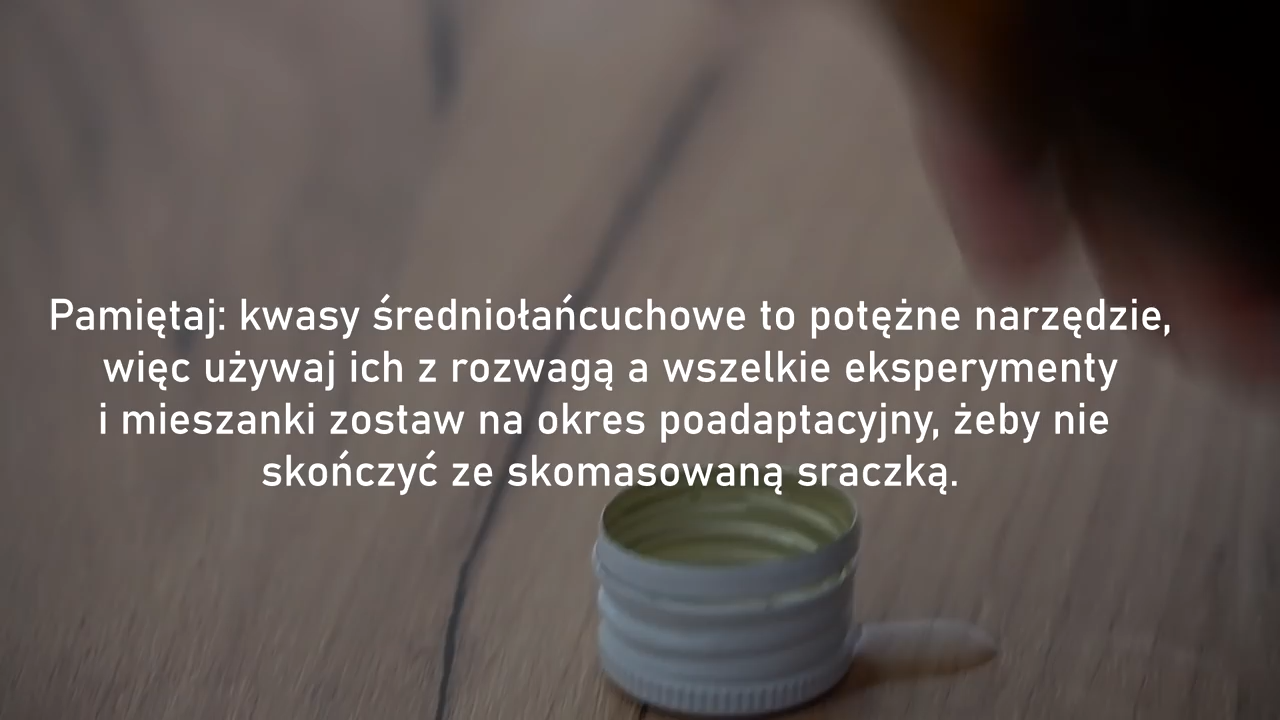 Pamiętaj: kwasy średniołańcuchowe to potężne narzędzie,
więc używaj ich z rozwagą a wszelkie eksperymenty
i mieszanki zostaw na okres poadaptacyjny, żeby nie
skończyć ze skomasowaną sraczką.